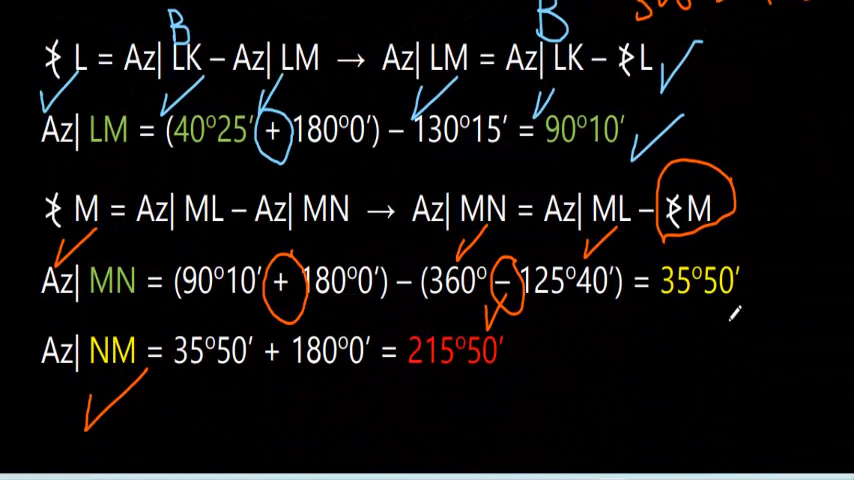 B B
∡ L = Az| LK – Az| LM → Az| LM = Az| LK – ∡L
Az| LM = (40º25′ + 180º0′) – 130º15′ = 90º10′
∡ M = Az| ML – Az| MN → Az| MN = Az| ML – ∡M
Az| MN = (90º10′ + 180º0′) – (360º – 125º40′) = 35º50′
Az| NM = 35º50′ + 180º0′ = 215º50′